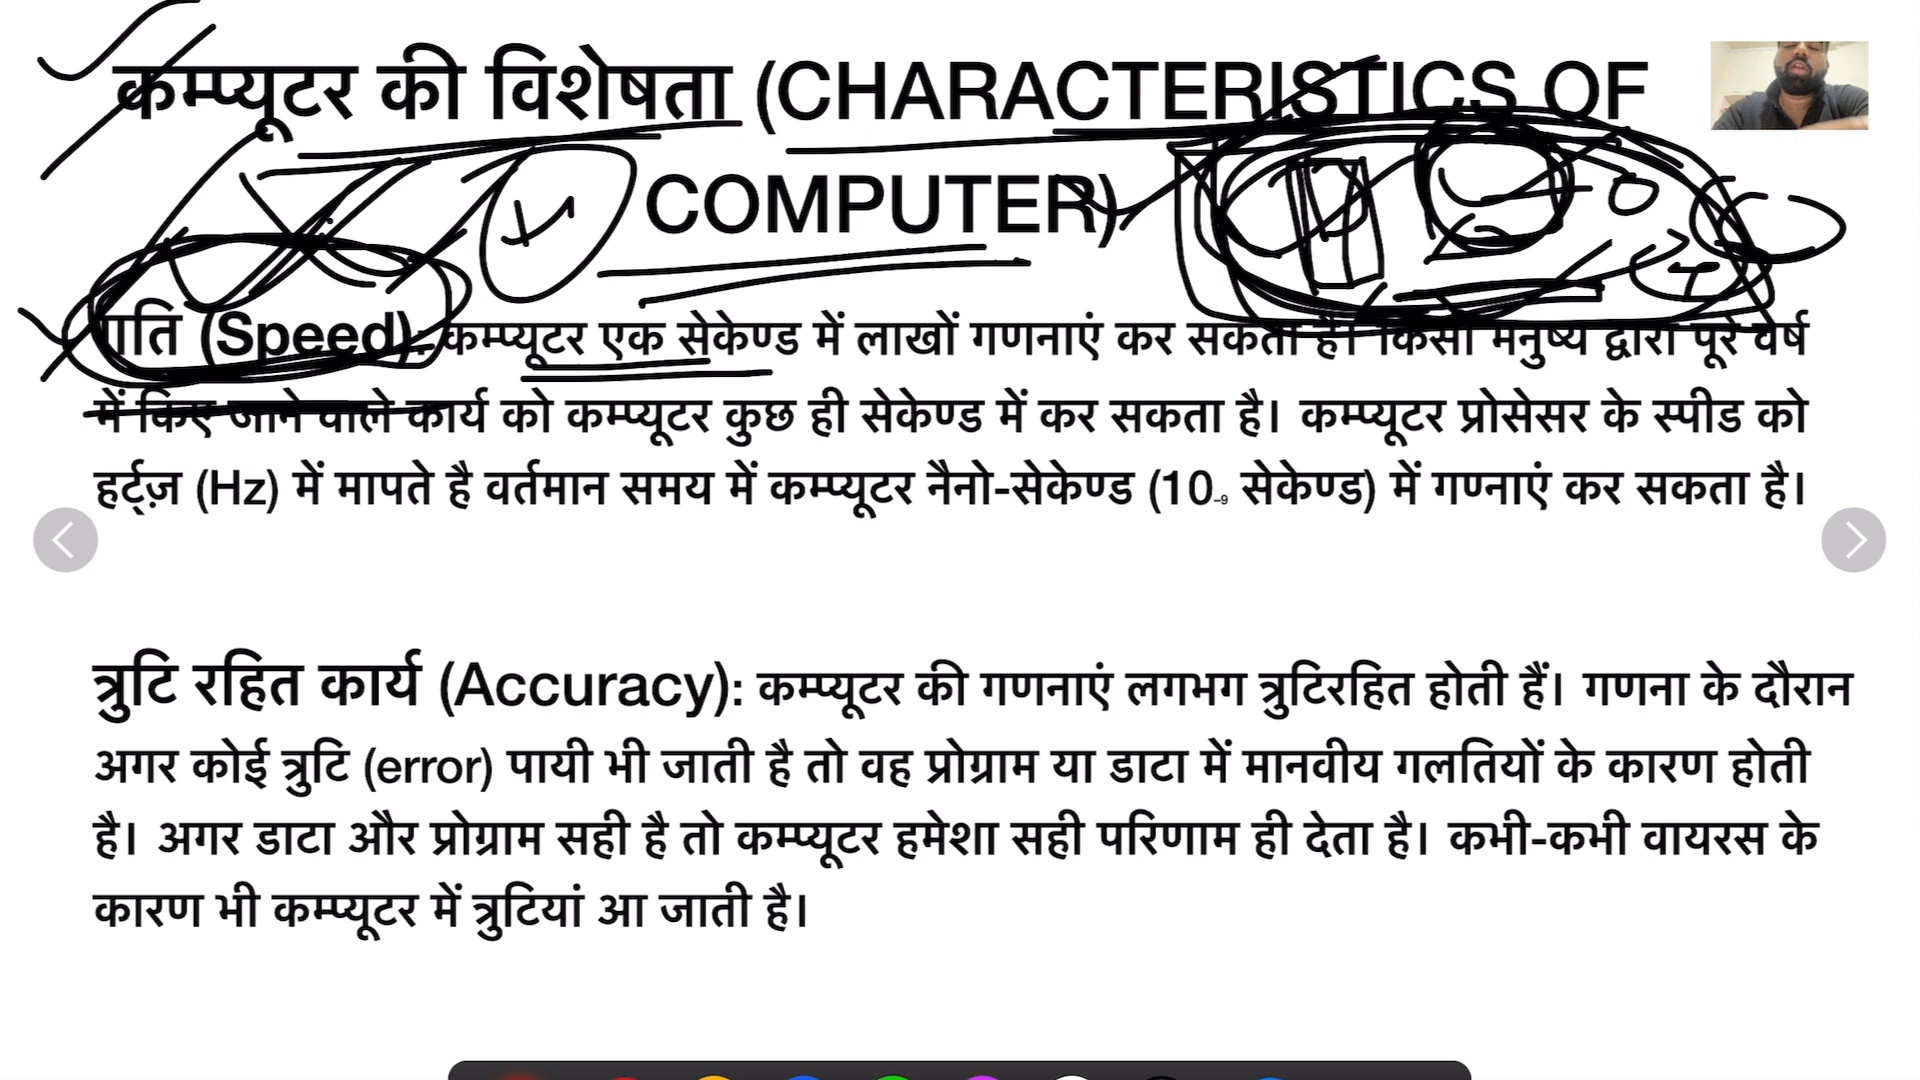 कम्प्यूटर की विशेषता (CHARACTERISTICS OF
COMPUTER)
गति (Speed): कम्प्यूटर एक सेकेण्ड में लाखों गणनाएं कर सकता है। किसी मनुष्य द्वारा पूरे वर्ष
में किए जाने वाले कार्य को कम्प्यूटर कुछ ही सेकेण्ड में कर सकता है। कम्प्यूटर प्रोसेसर के स्पीड को
हर्ट्ज़ (Hz) में मापते है वर्तमान समय में कम्प्यूटर नैनो-सेकेण्ड (10-9 सेकेण्ड) में गण्नाएं कर सकता है।
त्रुटि रहित कार्य (Accuracy): कम्प्यूटर की गणनाएं लगभग त्रुटिरहित होती हैं। गणना के दौरान
अगर कोई त्रुटि (error) पायी भी जाती है तो वह प्रोग्राम या डाटा में मानवीय गलतियों के कारण होती
है। अगर डाटा और प्रोग्राम सही है तो कम्प्यूटर हमेशा सही परिणाम ही देता है। कभी-कभी वायरस के
कारण भी कम्प्यूटर में त्रुटियां आ जाती है।